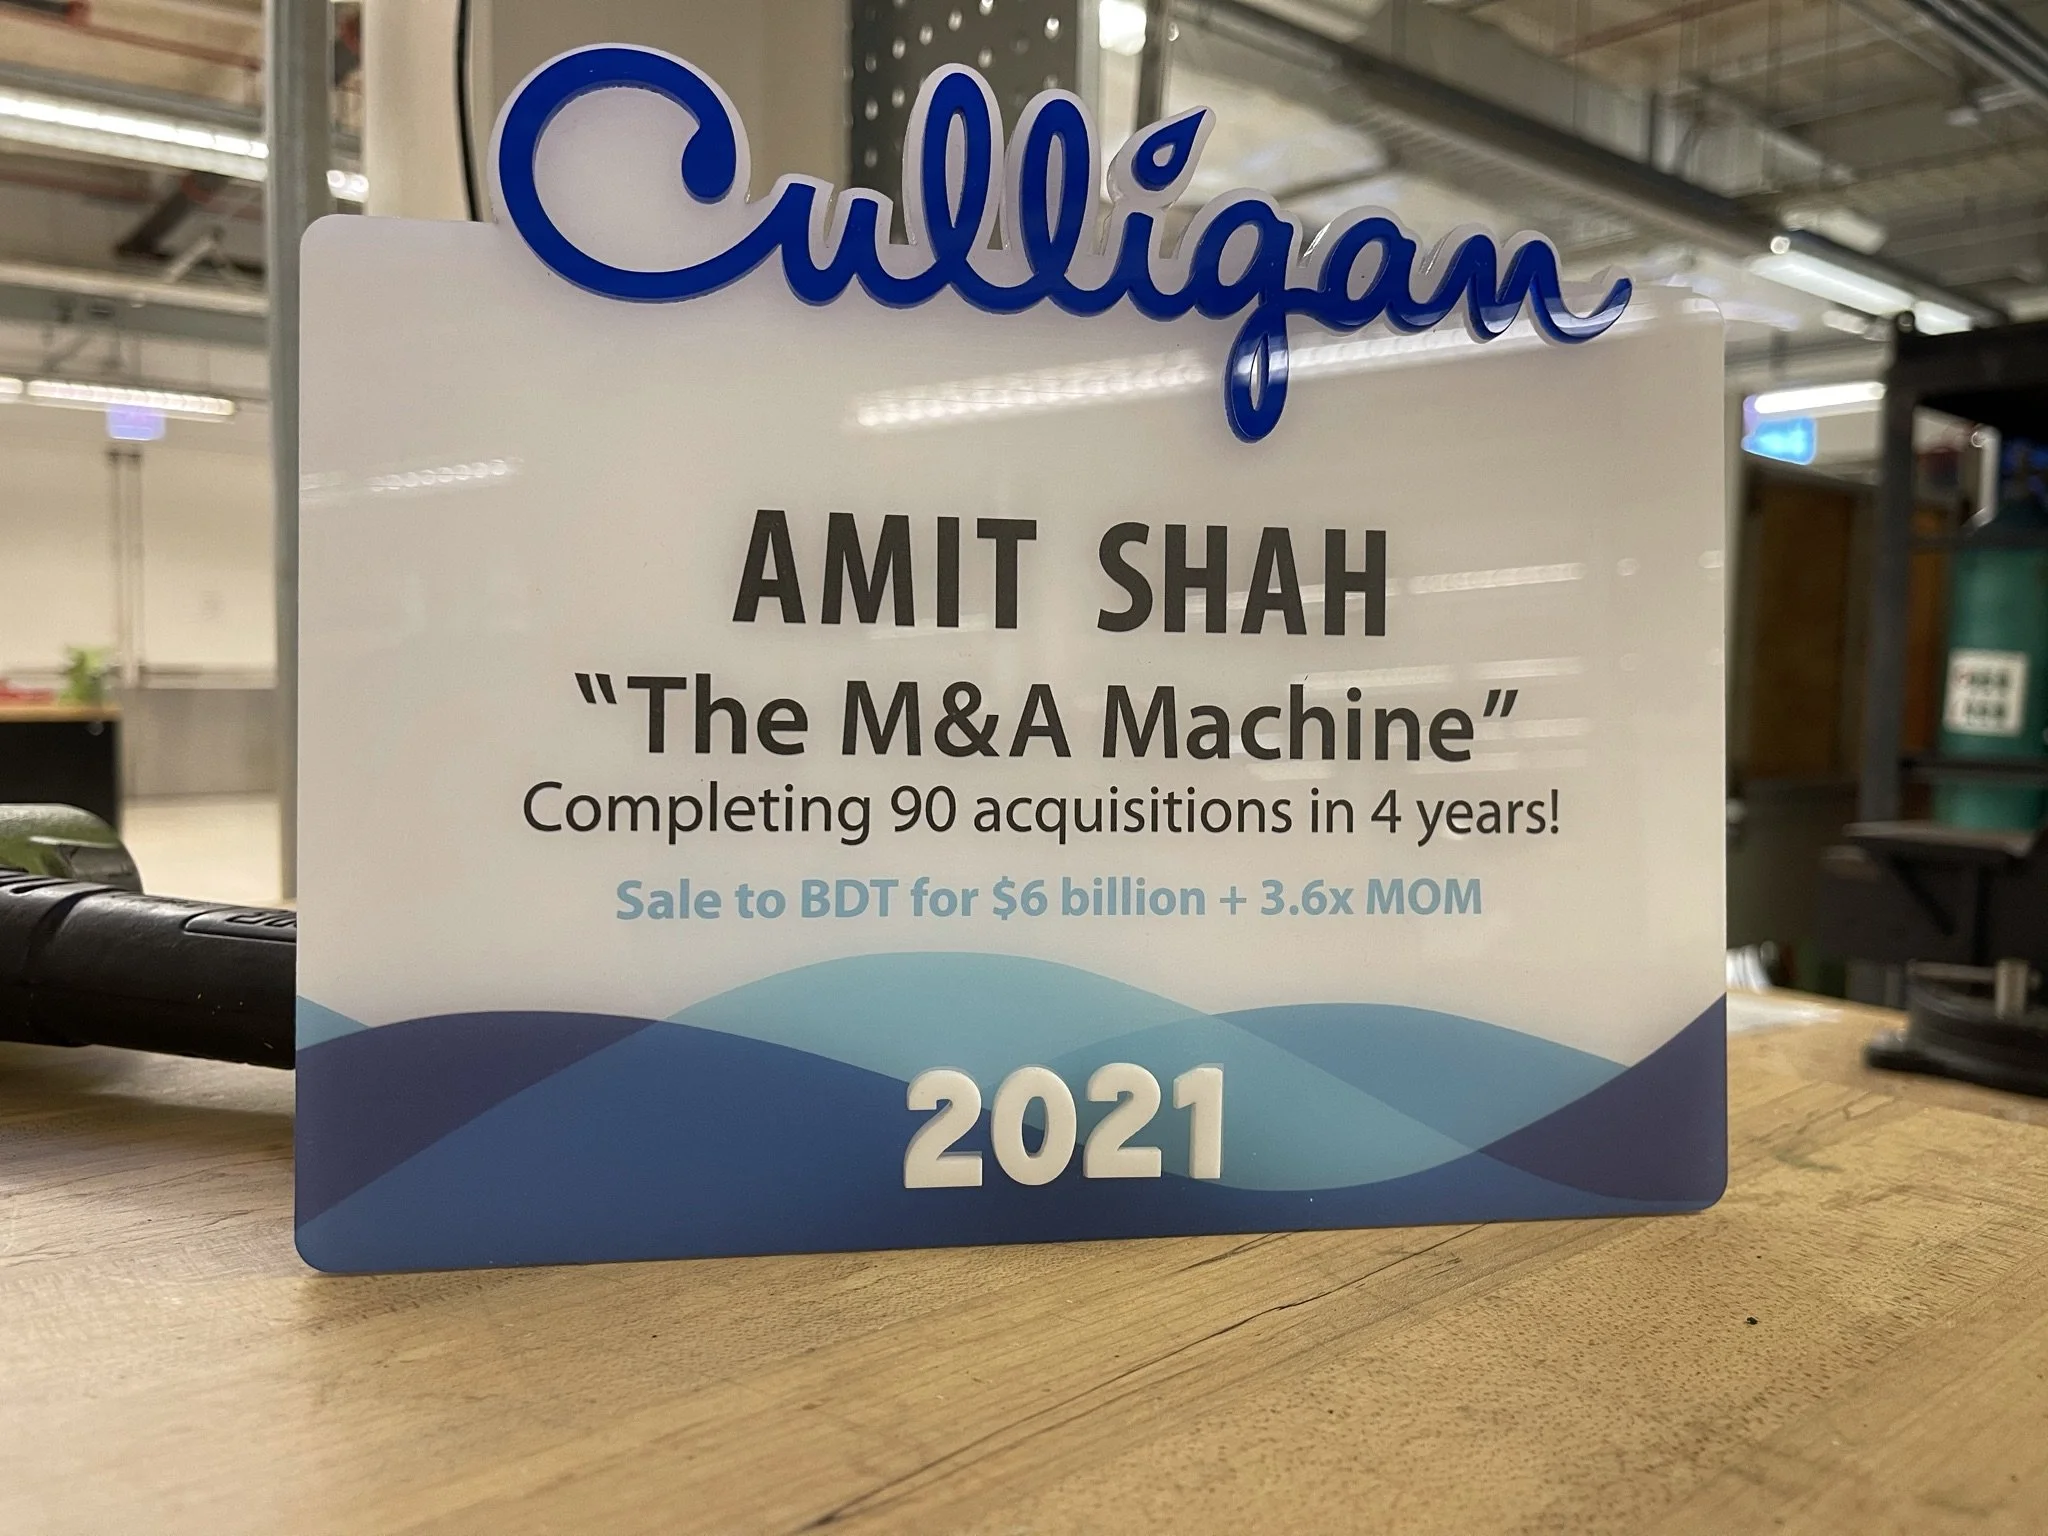 Culligan
AMIT SHAH
“The M&A Machine”
Completing 90 acquisitions in 4 years!
Sale to BDT for $6 billion + 3.6x MOM
2021